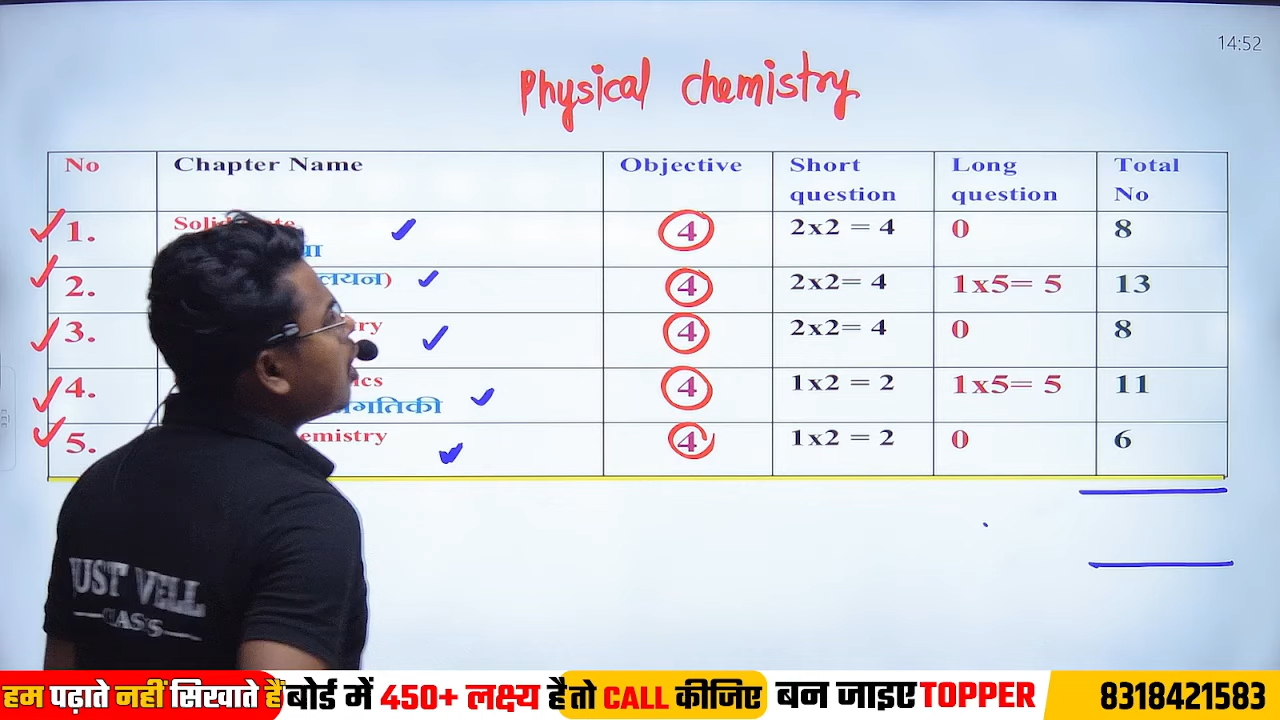 14:52
Physical chemistry
No Chapter Name Objective Short question Long question Total No
1. 4 2x2 = 4 0 8
2. लयन) 4 2x2= 4 1x5= 5 13
3. 4 2x2= 4 0 8
4. गतिकी 4 1x2 = 2 1x5= 5 11
5. emistry 4 1x2 = 2 0 6
UST VELL
CLASSS
हम पढ़ाते नहीं सिखाते हैं बोर्ड में 450+ लक्ष्य है तो CALL कीजिए बन जाइए TOPPER 8318421583